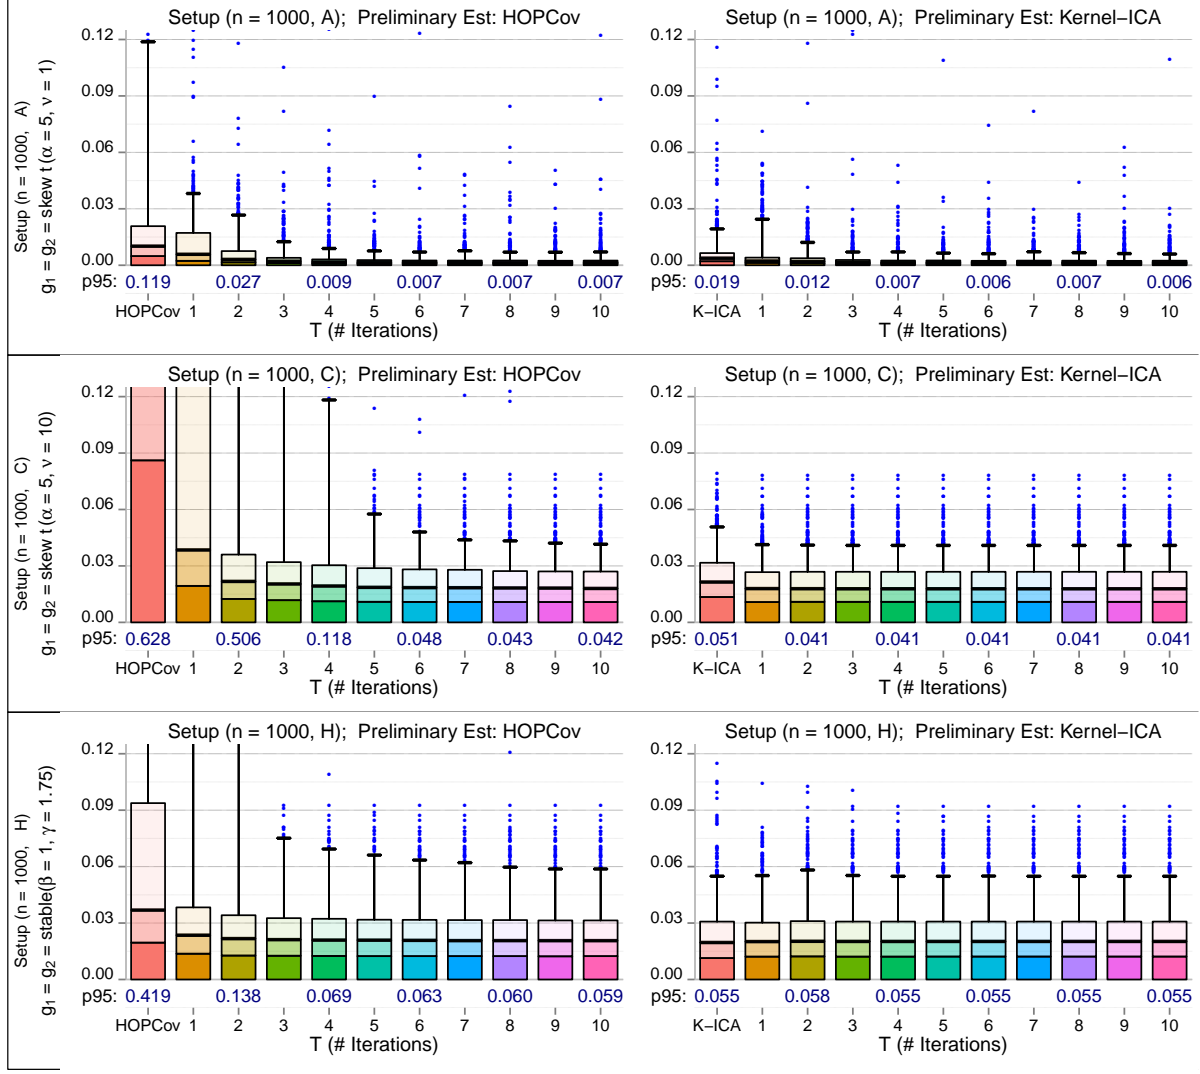 Setup (n = 1000, A)
g1 = g2 = skew t (α = 5, ν = 1)
Setup (n = 1000, A); Preliminary Est: HOPCov
0.12
0.09
0.06
0.03
0.00
p95: 0.119 0.027 0.009 0.007 0.007 0.007
HOPCov 1 2 3 4 5 6 7 8 9 10
T (# Iterations)
Setup (n = 1000, A); Preliminary Est: Kernel−ICA
0.12
0.09
0.06
0.03
0.00
p95: 0.019 0.012 0.007 0.006 0.007 0.006
K−ICA 1 2 3 4 5 6 7 8 9 10
T (# Iterations)
Setup (n = 1000, C)
g1 = g2 = skew t (α = 5, ν = 10)
Setup (n = 1000, C); Preliminary Est: HOPCov
0.12
0.09
0.06
0.03
0.00
p95: 0.628 0.506 0.118 0.048 0.043 0.042
HOPCov 1 2 3 4 5 6 7 8 9 10
T (# Iterations)
Setup (n = 1000, C); Preliminary Est: Kernel−ICA
0.12
0.09
0.06
0.03
0.00
p95: 0.051 0.041 0.041 0.041 0.041 0.041
K−ICA 1 2 3 4 5 6 7 8 9 10
T (# Iterations)
Setup (n = 1000, H)
g1 = g2 = stable(β = 1, γ = 1.75)
Setup (n = 1000, H); Preliminary Est: HOPCov
0.12
0.09
0.06
0.03
0.00
p95: 0.419 0.138 0.069 0.063 0.060 0.059
HOPCov 1 2 3 4 5 6 7 8 9 10
T (# Iterations)
Setup (n = 1000, H); Preliminary Est: Kernel−ICA
0.12
0.09
0.06
0.03
0.00
p95: 0.055 0.058 0.055 0.055 0.055 0.055
K−ICA 1 2 3 4 5 6 7 8 9 10
T (# Iterations)